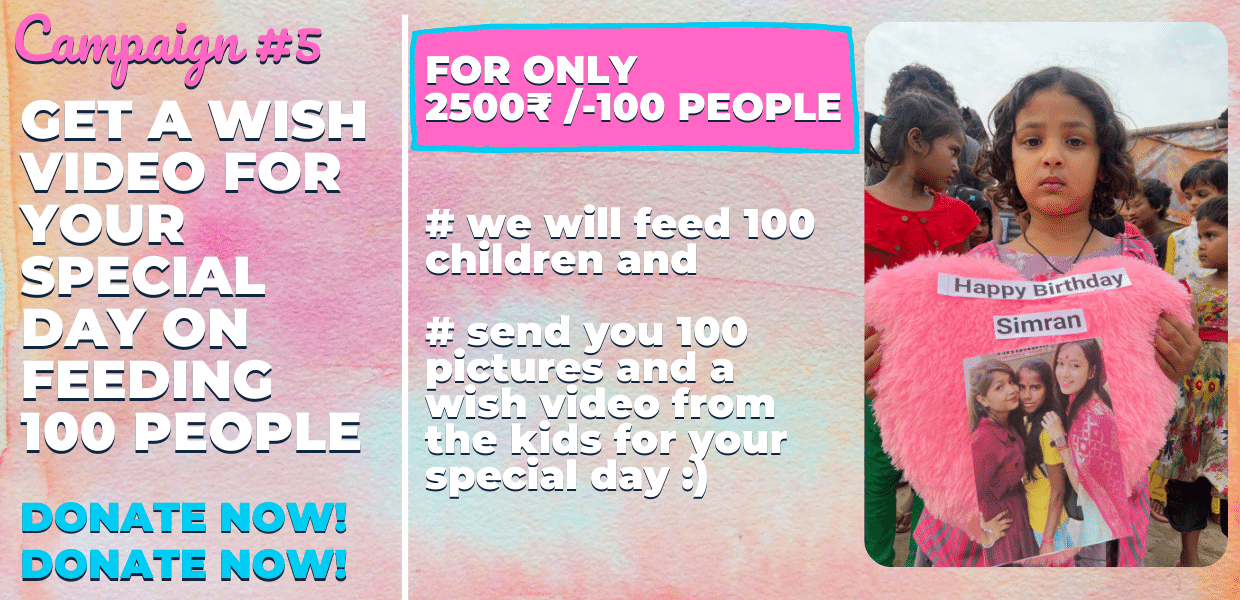 Campaign #5
GET A WISH
VIDEO FOR
YOUR
SPECIAL
DAY ON
FEEDING
100 PEOPLE
DONATE NOW!
DONATE NOW!
FOR ONLY
2500₹ /-100 PEOPLE
# we will feed 100
children and
# send you 100
pictures and a
wish video from
the kids for your
special day :)
Happy Birthday
Simran